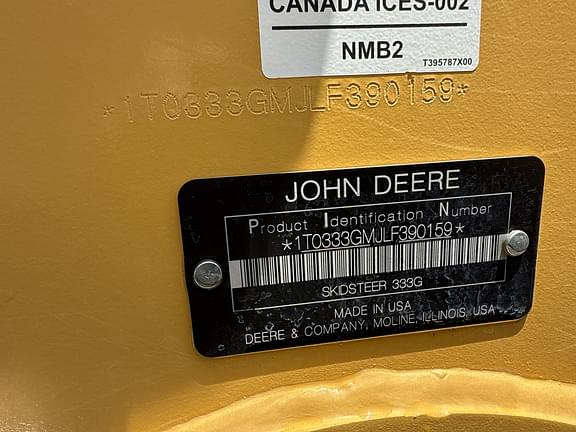 CANADA ICES-002
NMB2
T395787X00
*1T0333GMJLF390159*
JOHN DEERE
Product Identification Number
*1T0333GMJLF390159*
SKIDSTEER 333G
MADE IN USA
DEERE & COMPANY, MOLINE, ILLINOIS, USA